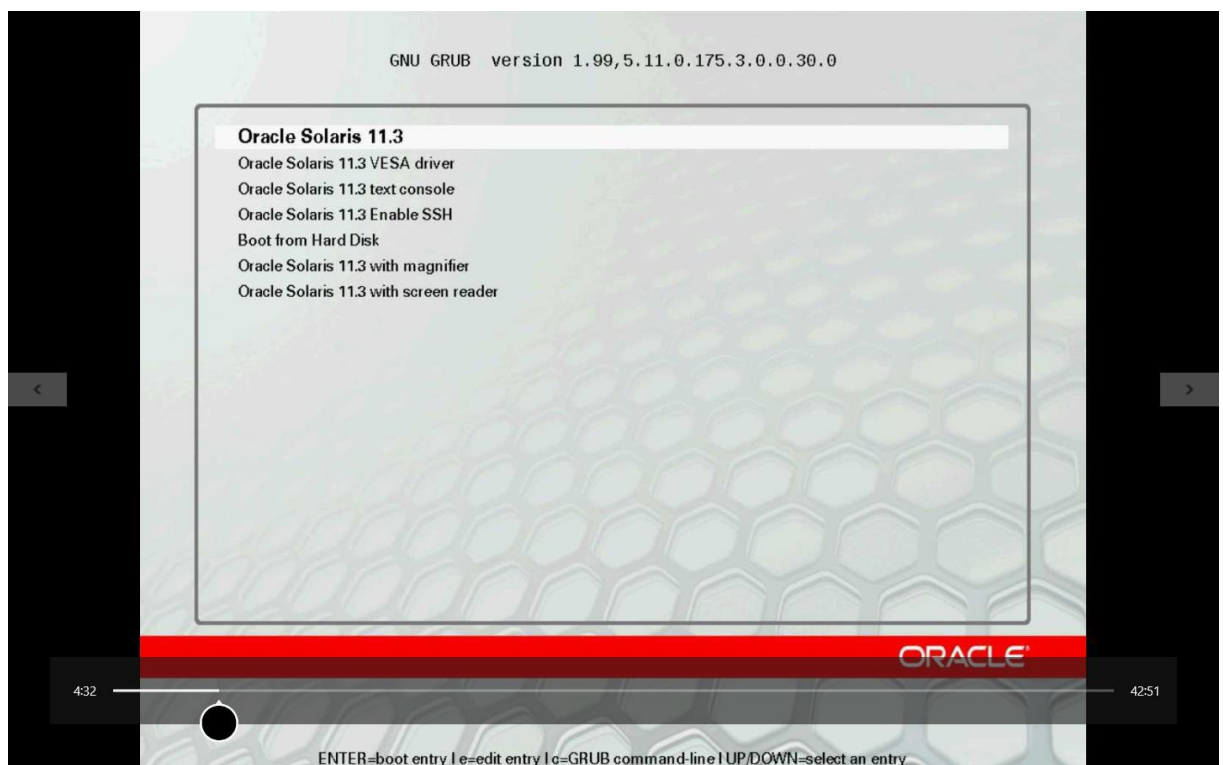 GNU GRUB version 1.99,5.11.0.175.3.0.0.30.0
Oracle Solaris 11.3
Oracle Solaris 11.3 VESA driver
Oracle Solaris 11.3 text console
Oracle Solaris 11.3 Enable SSH
Boot from Hard Disk
Oracle Solaris 11.3 with magnifier
Oracle Solaris 11.3 with screen reader
ORACLE®
4:32 42:51
ENTER=boot entry | e=edit entry | c=GRUB command-line | UP/DOWN=select an entry